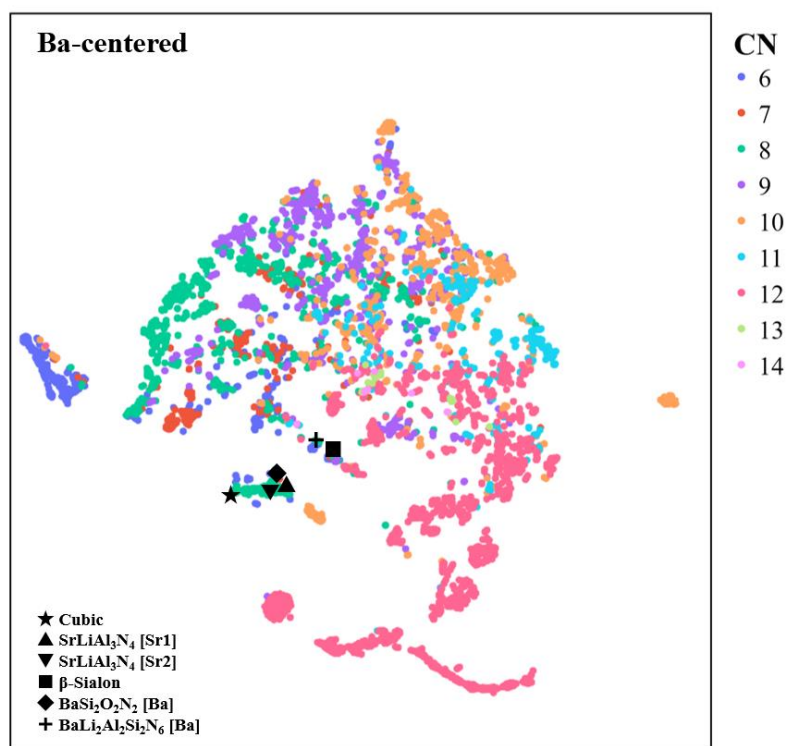 Ba-centered
CN
6
7
8
9
10
11
12
13
14
Cubic
SrLiAl₃N₄ [Sr1]
SrLiAl₃N₄ [Sr2]
β-Sialon
BaSi₂O₂N₂ [Ba]
BaLi₂Al₂Si₂N₆ [Ba]